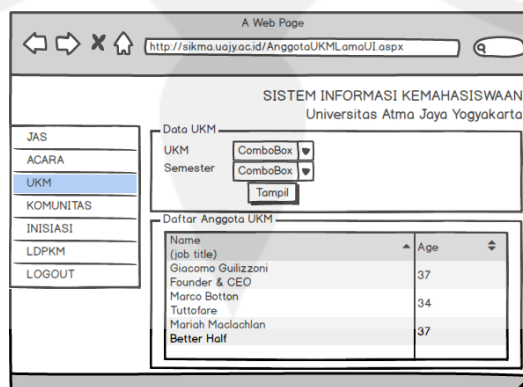 A Web Page
http://sikma.uajy.ac.id/AnggotaUKMLamaUI.aspx
SISTEM INFORMASI KEMAHASISWAAN
Universitas Atma Jaya Yogyakarta
JAS
ACARA
UKM
KOMUNITAS
INISIASI
LDPKM
LOGOUT
Data UKM
UKM ComboBox
Semester ComboBox
Tampil
Daftar Anggota UKM
Name
(job title) Age
Giacomo Guilizzoni
Founder & CEO 37
Marco Botton
Tuttofare 34
Mariah Maclachlan
Better Half 37